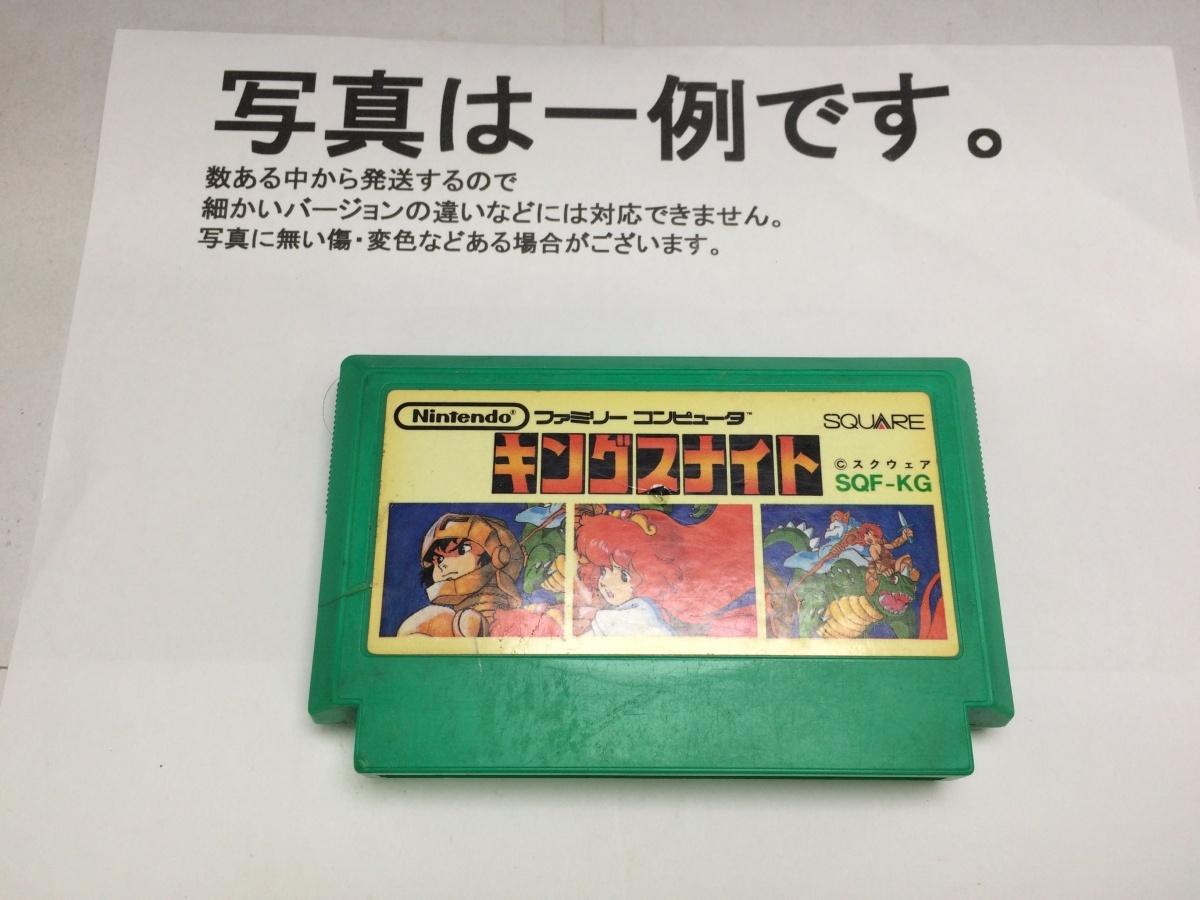 写真は一例です。
数ある中から発送するので
細かいバージョンの違いなどには対応できません。
写真に無い傷・変色などある場合がございます。
Nintendo® ファミリー コンピュータ™ SQUARE
キングスナイト
©スクウェア
SQF-KG